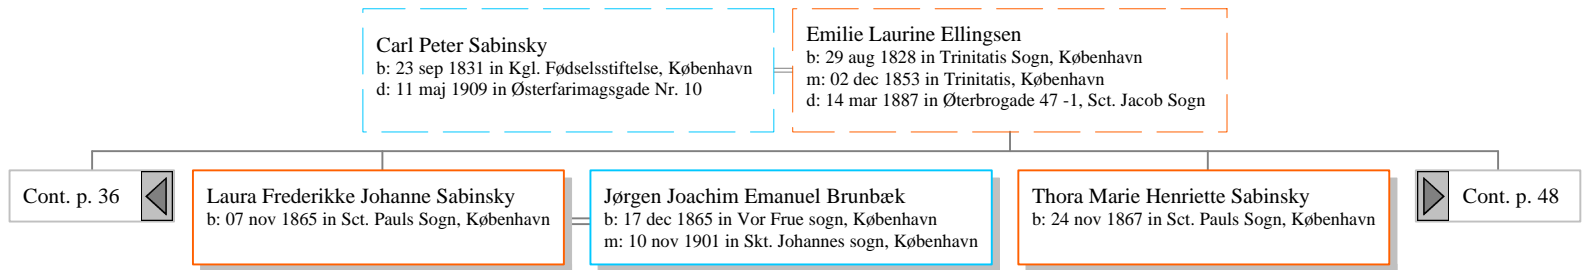 Carl Peter Sabinsky
b: 23 sep 1831 in Kgl. Fødselsstiftelse, København
d: 11 maj 1909 in Østerfarimagsgade Nr. 10
Emilie Laurine Ellingsen
b: 29 aug 1828 in Trinitatis Sogn, København
m: 02 dec 1853 in Trinitatis, København
d: 14 mar 1887 in Øterbrogade 47 -1, Sct. Jacob Sogn
Cont. p. 36
Laura Frederikke Johanne Sabinsky
b: 07 nov 1865 in Sct. Pauls Sogn, København
Jørgen Joachim Emanuel Brunbæk
b: 17 dec 1865 in Vor Frue sogn, København
m: 10 nov 1901 in Skt. Johannes sogn, København
Thora Marie Henriette Sabinsky
b: 24 nov 1867 in Sct. Pauls Sogn, København
Cont. p. 48